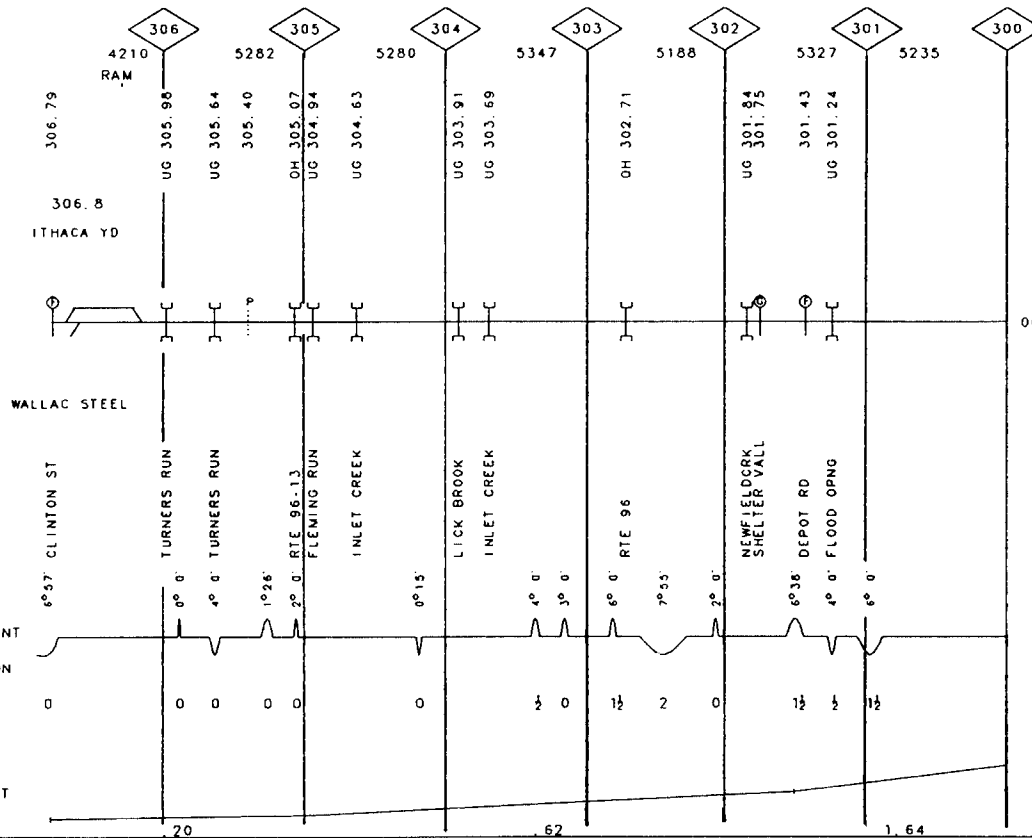 306 305 304 303 302 301 300
4210 5282 5280 5347 5188 5327 5235
RAM
306.79
UG 305.98
UG 305.64
305.40
OH 305.07
UG 304.94
UG 304.63
UG 303.91
UG 303.69
OH 302.71
UG 301.84
301.75
301.43
UG 301.24
306.8
ITHACA YD
F P G F
0
WALLAC STEEL
CLINTON ST
TURNERS RUN
TURNERS RUN
RTE 96-13
FLEMING RUN
INLET CREEK
LICK BROOK
INLET CREEK
RTE 96
NEWFIELDCRK
SHELTER VALL
DEPOT RD
FLOOD OPNG
6°57' 0°0' 4°0' 1°26' 2°0' 0°15' 4°0' 3°0' 6°0' 7°55' 2°0' 6°38' 4°0' 6°0'
NT
ON
0 0 0 0 0 0 ½ 0 1½ 2 0 1½ ½ 1½
T
.20 .62 1.64